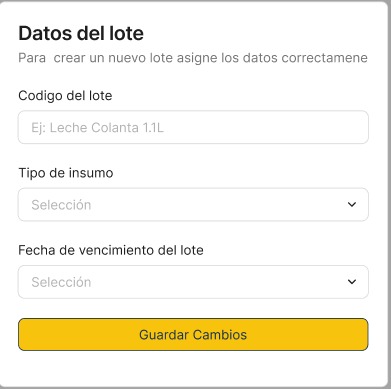 Datos del lote
Para crear un nuevo lote asigne los datos correctamene
Codigo del lote
Ej: Leche Colanta 1.1L
Tipo de insumo
Selección
Fecha de vencimiento del lote
Selección
Guardar Cambios